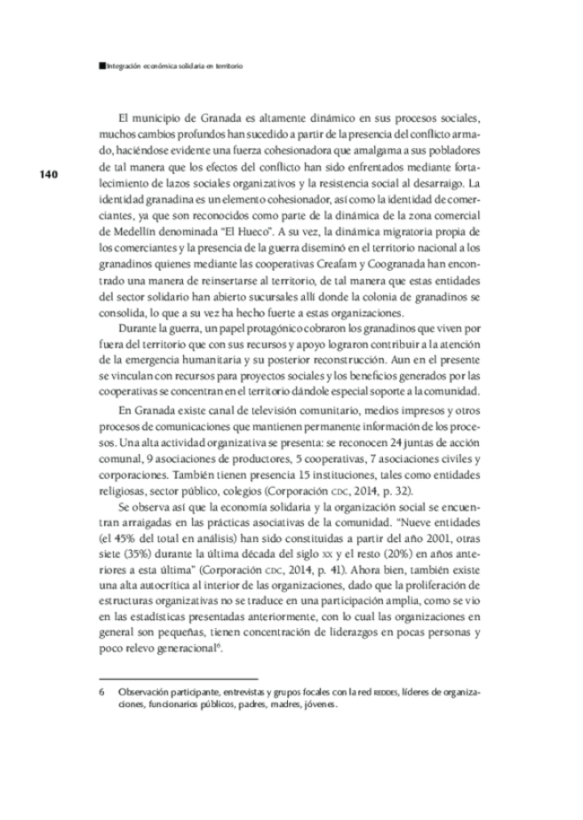 Integración económica solidaria en territorio
140
El municipio de Granada es altamente dinámico en sus procesos sociales,
muchos cambios profundos han sucedido a partir de la presencia del conflicto arma-
do, haciéndose evidente una fuerza cohesionadora que amalgama a sus pobladores
de tal manera que los efectos del conflicto han sido enfrentados mediante forta-
lecimiento de lazos sociales organizativos y la resistencia social al desarraigo. La
identidad granadina es un elemento cohesionador, así como la identidad de comer-
ciantes, ya que son reconocidos como parte de la dinámica de la zona comercial
de Medellín denominada “El Hueco”. A su vez, la dinámica migratoria propia de
los comerciantes y la presencia de la guerra diseminó en el territorio nacional a los
granadinos quienes mediante las cooperativas Creafam y Coogranada han encon-
trado una manera de reinsertarse al territorio, de tal manera que estas entidades
del sector solidario han abierto sucursales allí donde la colonia de granadinos se
consolida, lo que a su vez ha hecho fuerte a estas organizaciones.
Durante la guerra, un papel protagónico cobraron los granadinos que viven por
fuera del territorio que con sus recursos y apoyo lograron contribuir a la atención
de la emergencia humanitaria y su posterior reconstrucción. Aun en el presente
se vinculan con recursos para proyectos sociales y los beneficios generados por las
cooperativas se concentran en el territorio dándole especial soporte a la comunidad.
En Granada existe canal de televisión comunitario, medios impresos y otros
procesos de comunicaciones que mantienen permanente información de los proce-
sos. Una alta actividad organizativa se presenta: se reconocen 24 juntas de acción
comunal, 9 asociaciones de productores, 5 cooperativas, 7 asociaciones civiles y
corporaciones. También tienen presencia 15 instituciones, tales como entidades
religiosas, sector público, colegios (Corporación CDC, 2014, p. 32).
Se observa así que la economía solidaria y la organización social se encuen-
tran arraigadas en las prácticas asociativas de la comunidad. “Nueve entidades
(el 45% del total en análisis) han sido constituidas a partir del año 2001, otras
siete (35%) durante la última década del siglo XX y el resto (20%) en años ante-
riores a esta última” (Corporación CDC, 2014, p. 41). Ahora bien, también existe
una alta autocrítica al interior de las organizaciones, dado que la proliferación de
estructuras organizativas no se traduce en una participación amplia, como se vio
en las estadísticas presentadas anteriormente, con lo cual las organizaciones en
general son pequeñas, tienen concentración de liderazgos en pocas personas y
poco relevo generacional6.
6 Observación participante, entrevistas y grupos focales con la red REDDES, líderes de organiza-
ciones, funcionarios públicos, padres, madres, jóvenes.